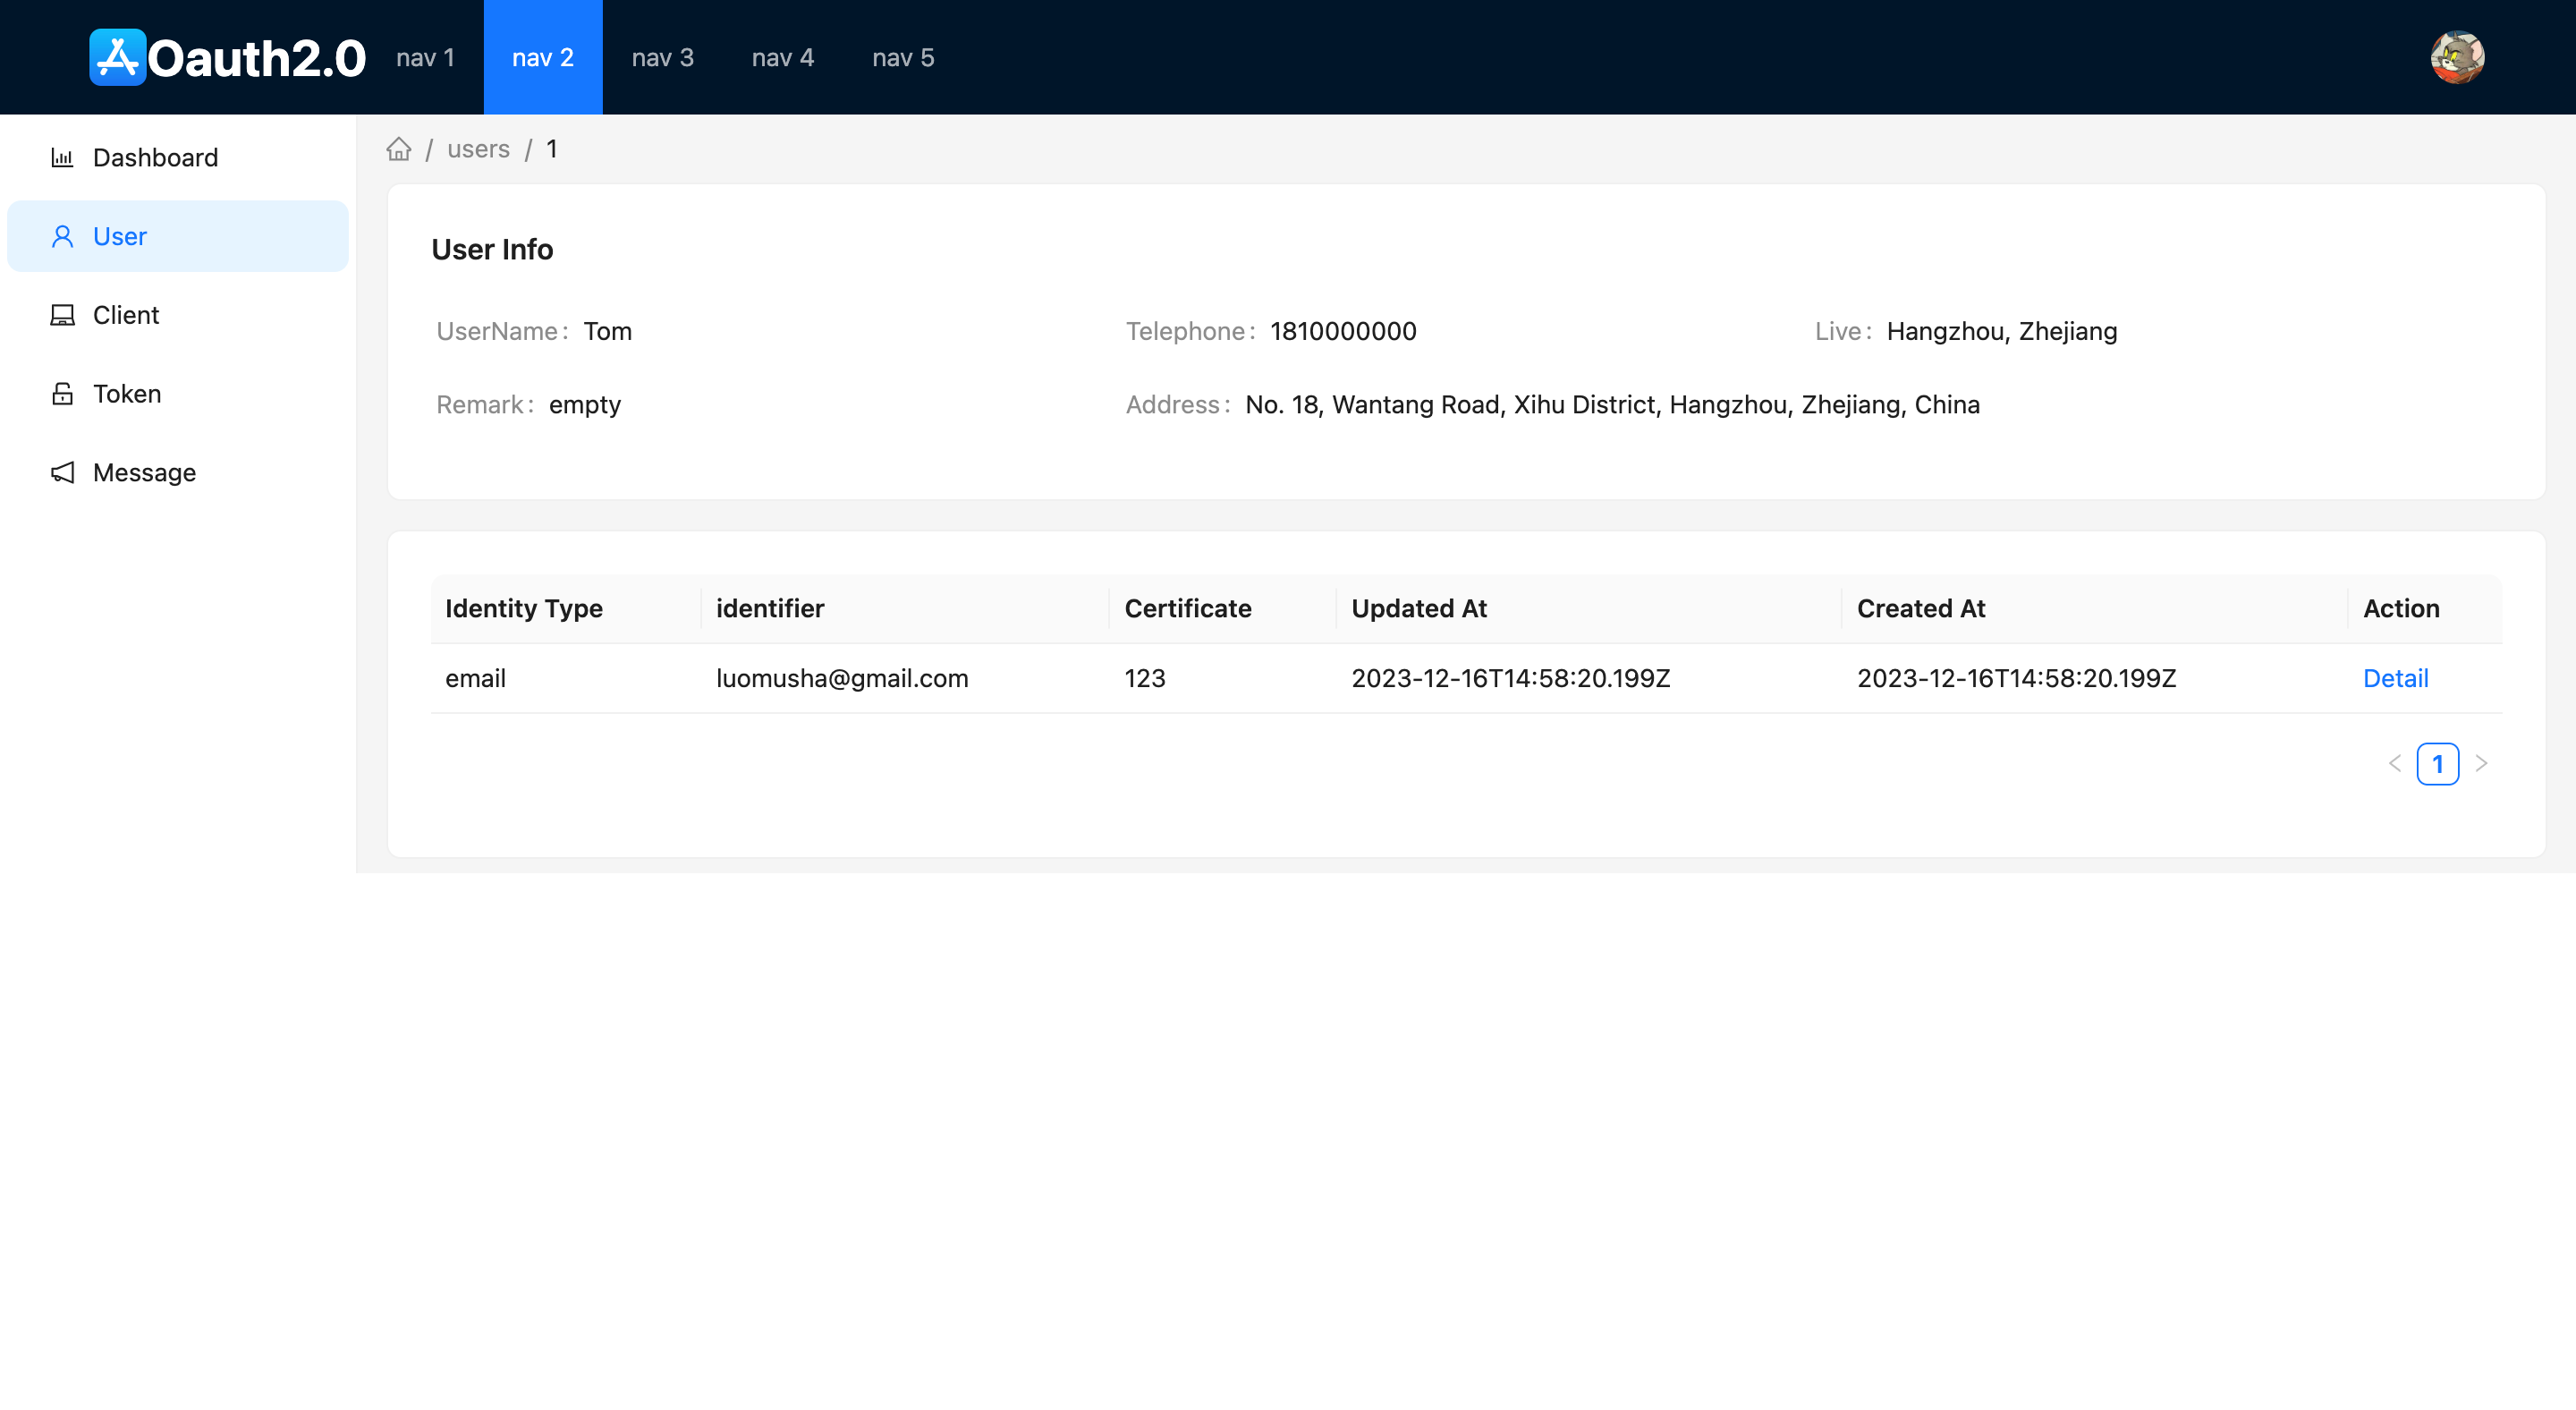 Oauth2.0 nav 1 nav 2 nav 3 nav 4 nav 5
/ users / 1
Dashboard
User
Client
Token
Message
User Info
UserName: Tom Telephone: 1810000000 Live: Hangzhou, Zhejiang
Remark: empty Address: No. 18, Wantang Road, Xihu District, Hangzhou, Zhejiang, China
Identity Type identifier Certificate Updated At Created At Action
email luomusha@gmail.com 123 2023-12-16T14:58:20.199Z 2023-12-16T14:58:20.199Z Detail
< 1 >